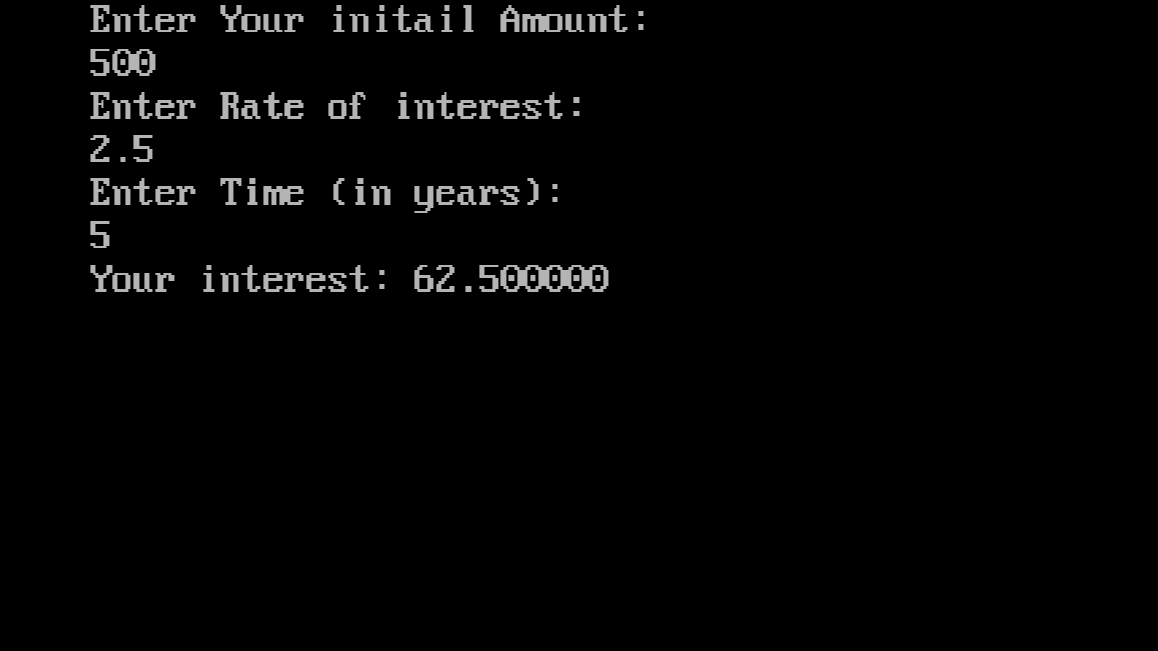 Enter Your initail Amount:
500
Enter Rate of interest:
2.5
Enter Time (in years):
5
Your interest: 62.500000